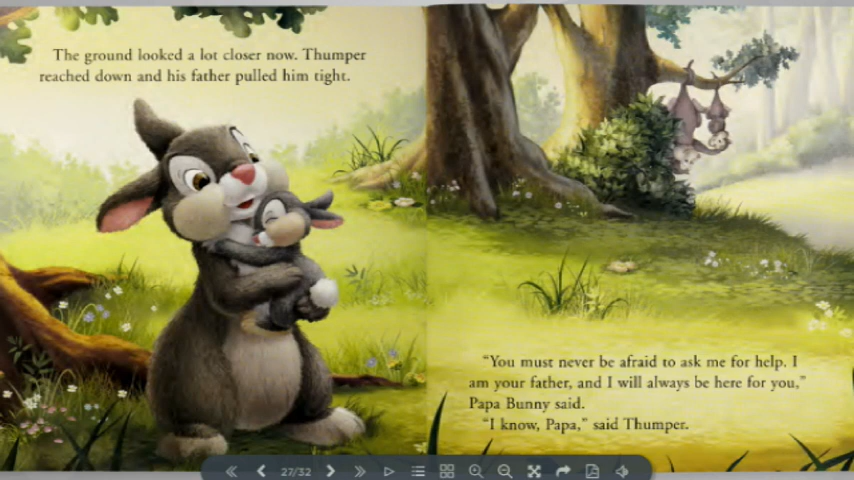 The ground looked a lot closer now. Thumper
reached down and his father pulled him tight.
“You must never be afraid to ask me for help. I
am your father, and I will always be here for you,”
Papa Bunny said.
“I know, Papa,” said Thumper.
27/32